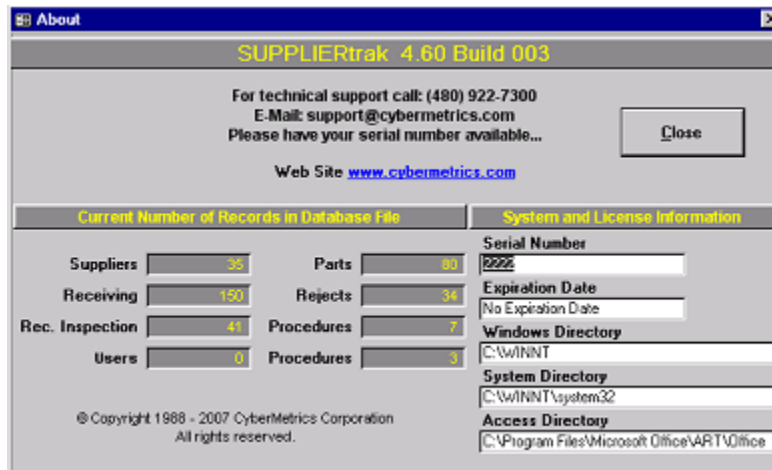 About
SUPPLIERtrak 4.60 Build 003
For technical support call: (480) 922-7300
E-Mail: support@cybermetrics.com
Please have your serial number available...
Close
Web Site www.cybermetrics.com
Current Number of Records in Database File
Suppliers 35 Parts 80
Receiving 150 Rejects 34
Rec. Inspection 41 Procedures 7
Users 0 Procedures 3
© Copyright 1988 - 2007 CyberMetrics Corporation
All rights reserved.
System and License Information
Serial Number
2222
Expiration Date
No Expiration Date
Windows Directory
C:\WINNT
System Directory
C:\WINNT\system32
Access Directory
C:\Program Files\Microsoft Office\ART\Office